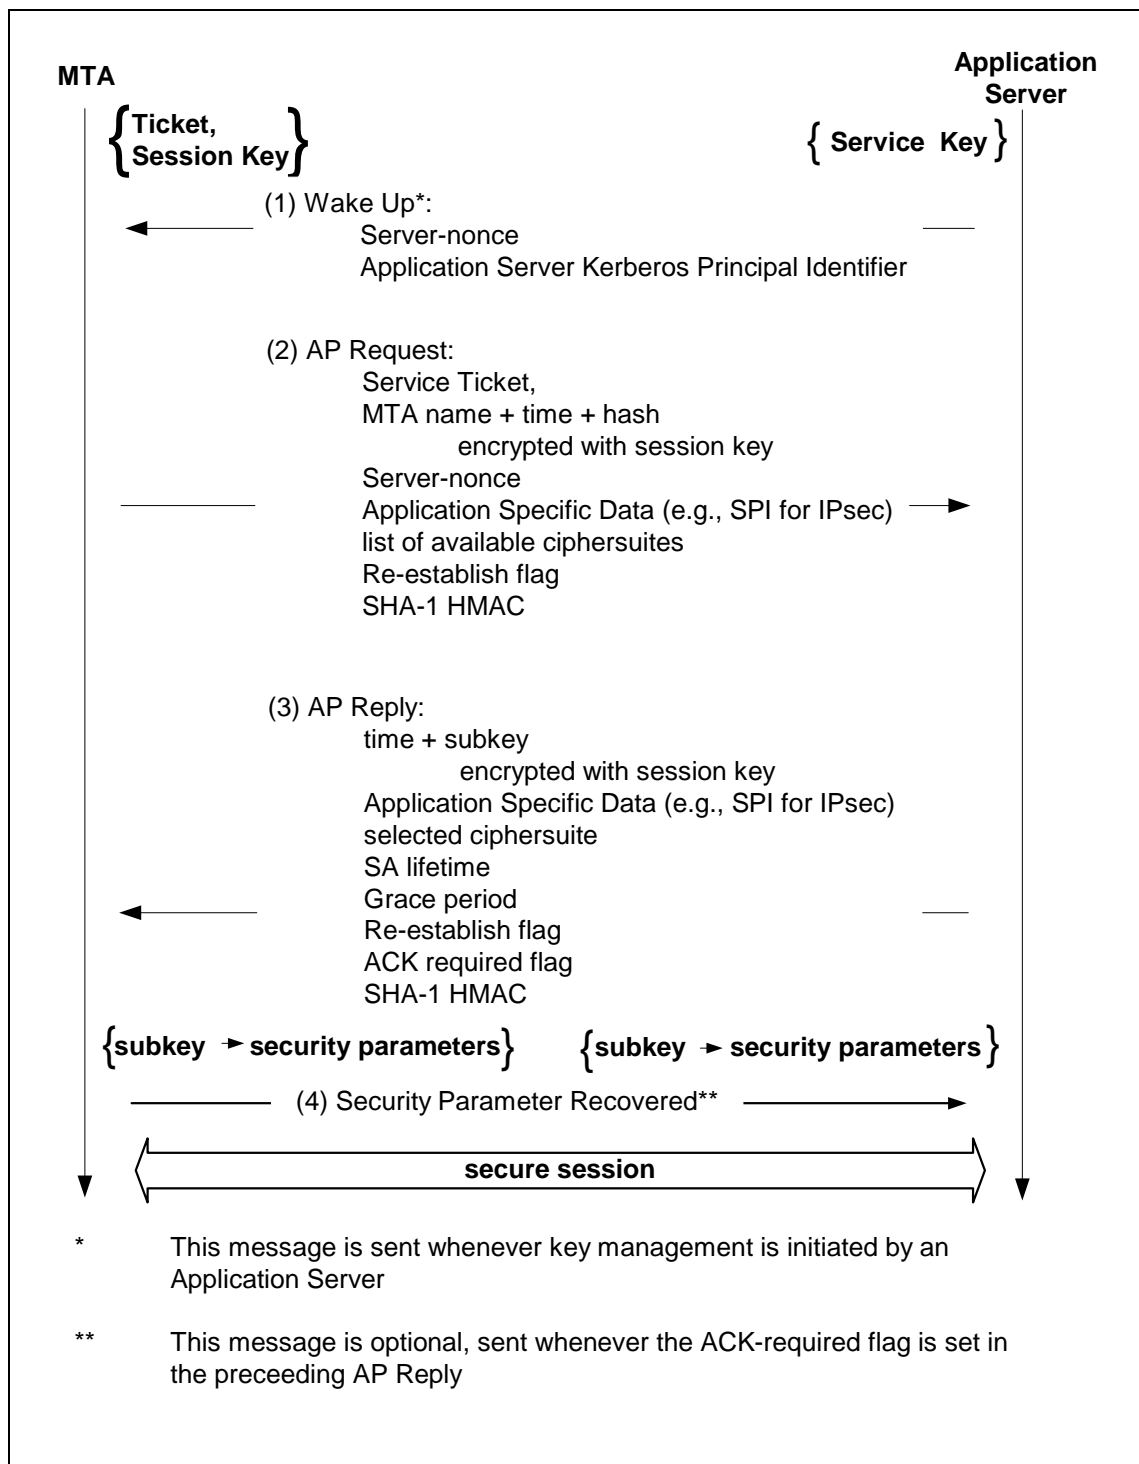 MTA
Application
Server
{Ticket,
Session Key}
{ Service Key }
(1) Wake Up*:
Server-nonce
Application Server Kerberos Principal Identifier
(2) AP Request:
Service Ticket,
MTA name + time + hash
encrypted with session key
Server-nonce
Application Specific Data (e.g., SPI for IPsec)
list of available ciphersuites
Re-establish flag
SHA-1 HMAC
(3) AP Reply:
time + subkey
encrypted with session key
Application Specific Data (e.g., SPI for IPsec)
selected ciphersuite
SA lifetime
Grace period
Re-establish flag
ACK required flag
SHA-1 HMAC
{subkey → security parameters}
{subkey → security parameters}
(4) Security Parameter Recovered**
secure session
* This message is sent whenever key management is initiated by an
Application Server
** This message is optional, sent whenever the ACK-required flag is set in
the preceeding AP Reply